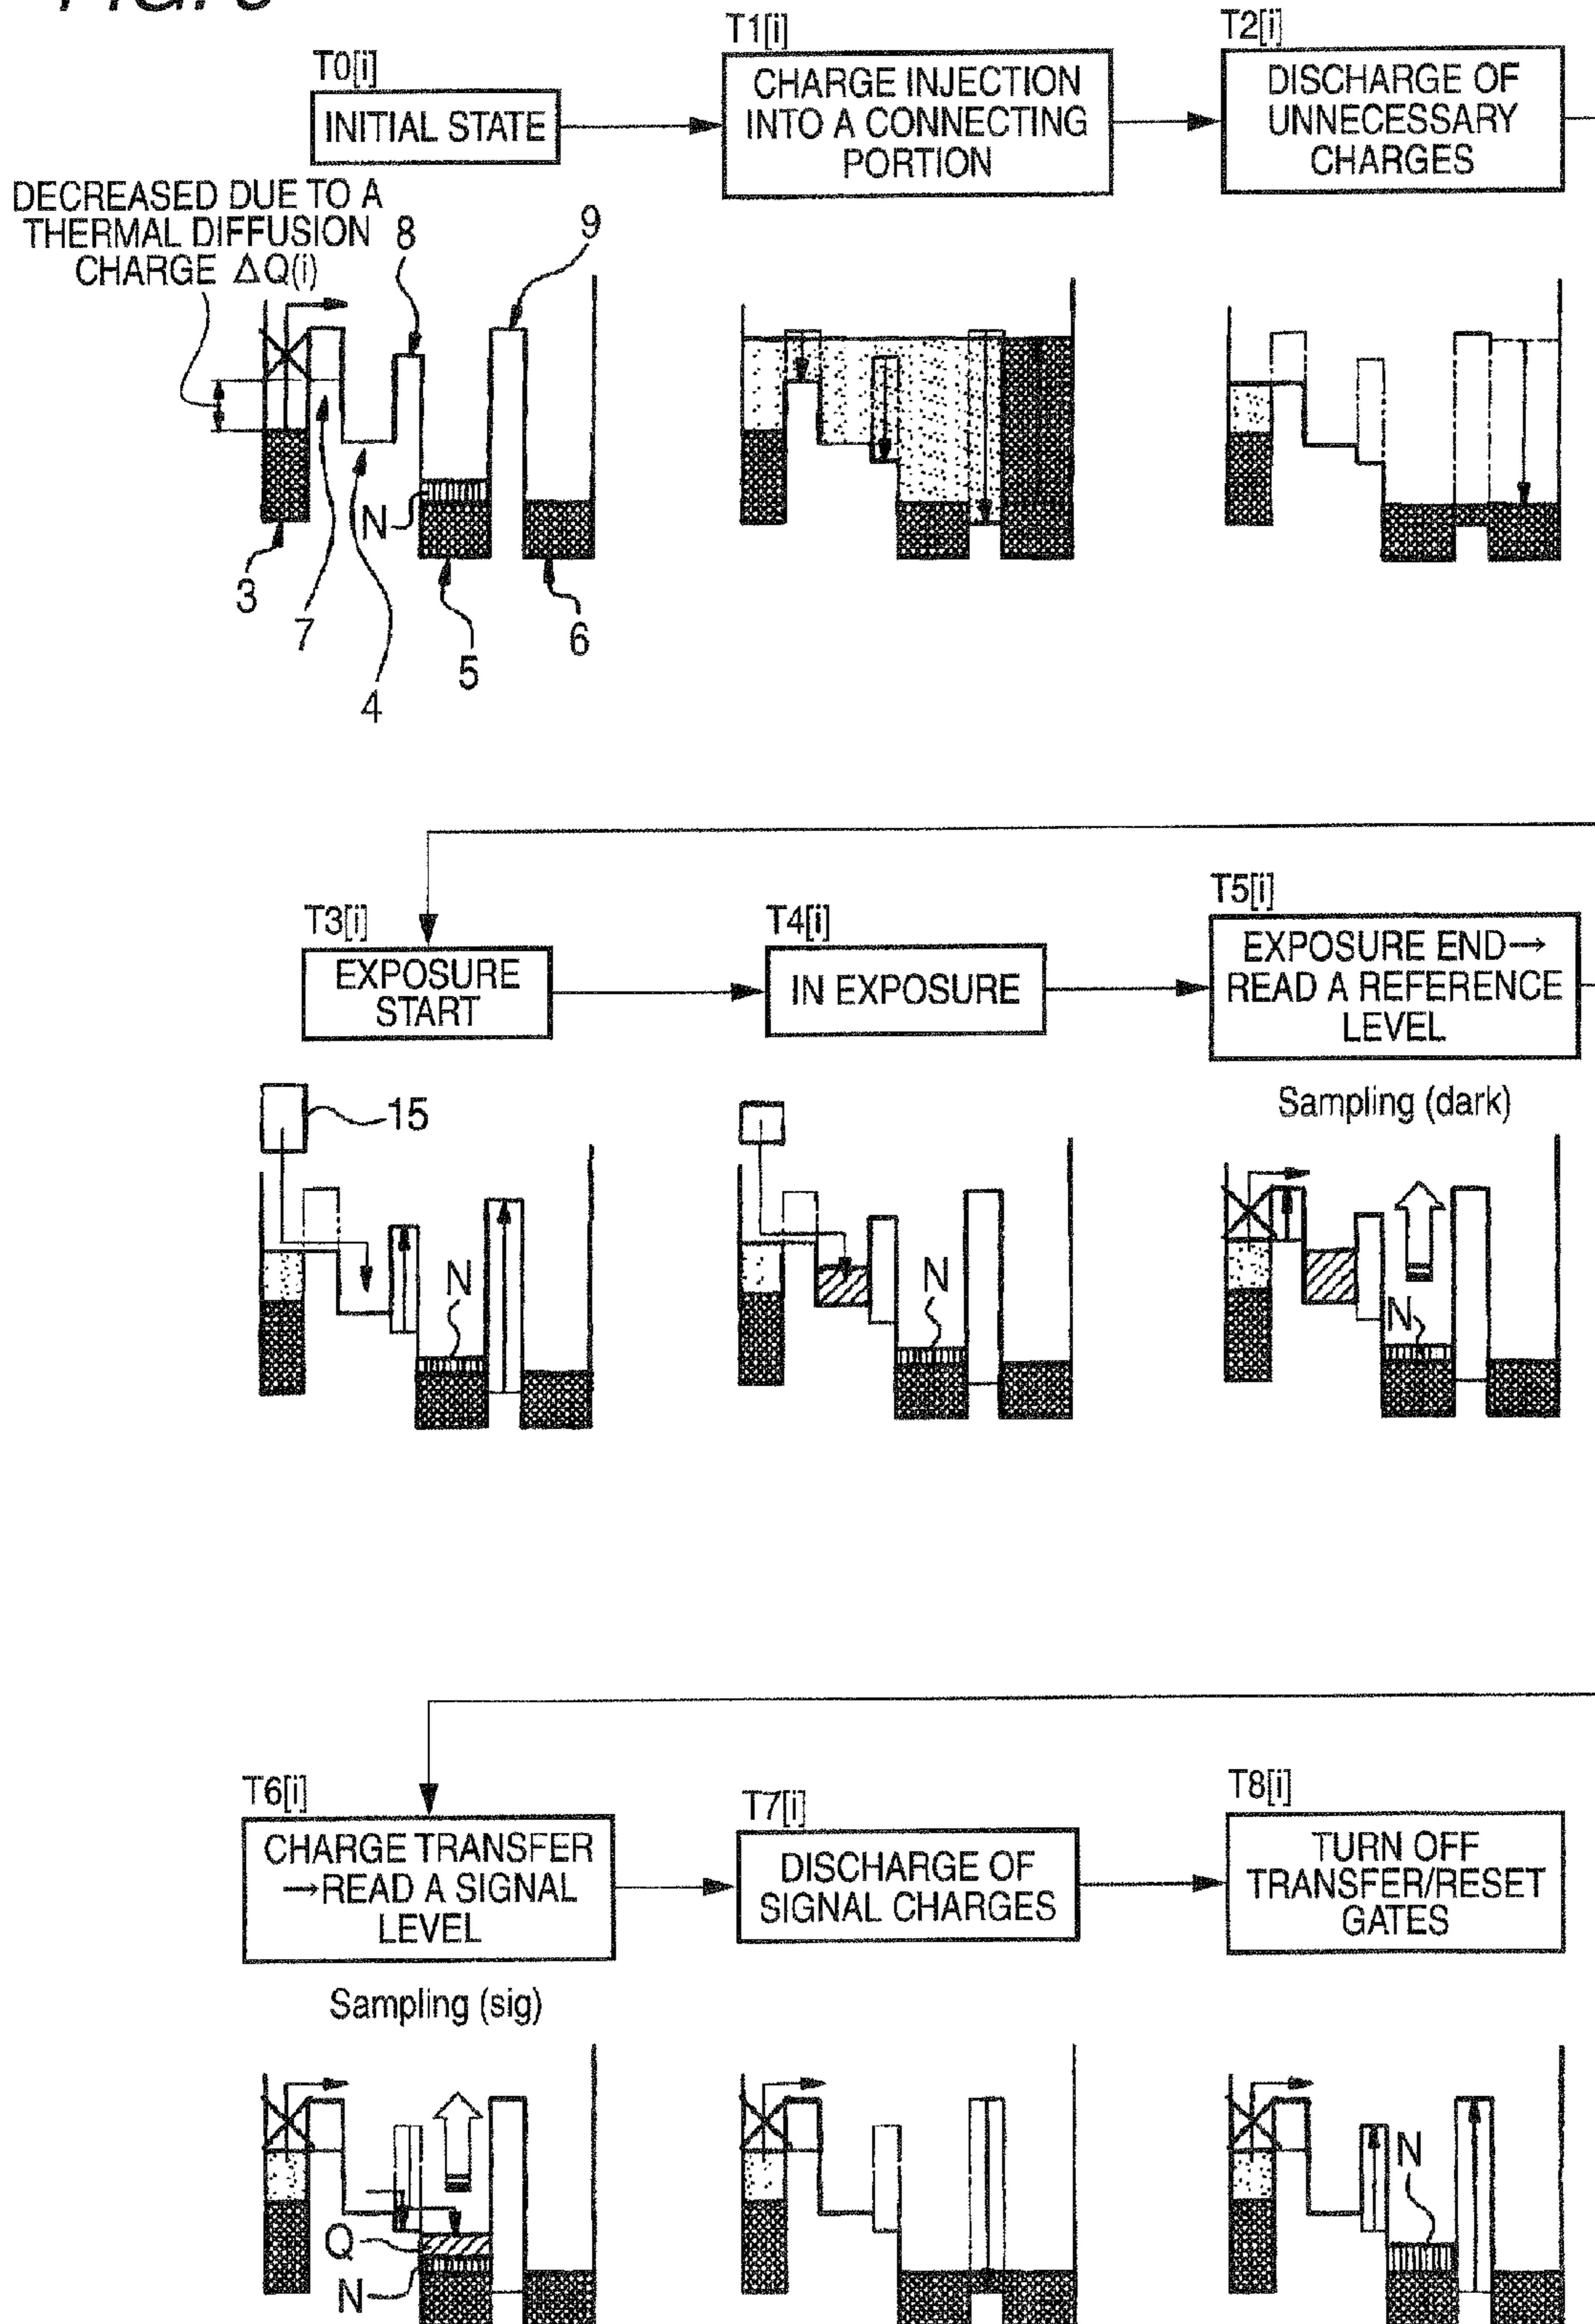 T0[i]
INITIAL STATE
T1[i]
CHARGE INJECTION
INTO A CONNECTING
PORTION
T2[i]
DISCHARGE OF
UNNECESSARY
CHARGES
DECREASED DUE TO A
THERMAL DIFFUSION
CHARGE ΔQ(i)
8
9
N
3
7
4
5
6
T3[i]
EXPOSURE
START
T4[i]
IN EXPOSURE
T5[i]
EXPOSURE END→
READ A REFERENCE
LEVEL
Sampling (dark)
15
N
N
N
T6[i]
CHARGE TRANSFER
→READ A SIGNAL
LEVEL
T7[i]
DISCHARGE OF
SIGNAL CHARGES
T8[i]
TURN OFF
TRANSFER/RESET
GATES
Sampling (sig)
Q
N
N